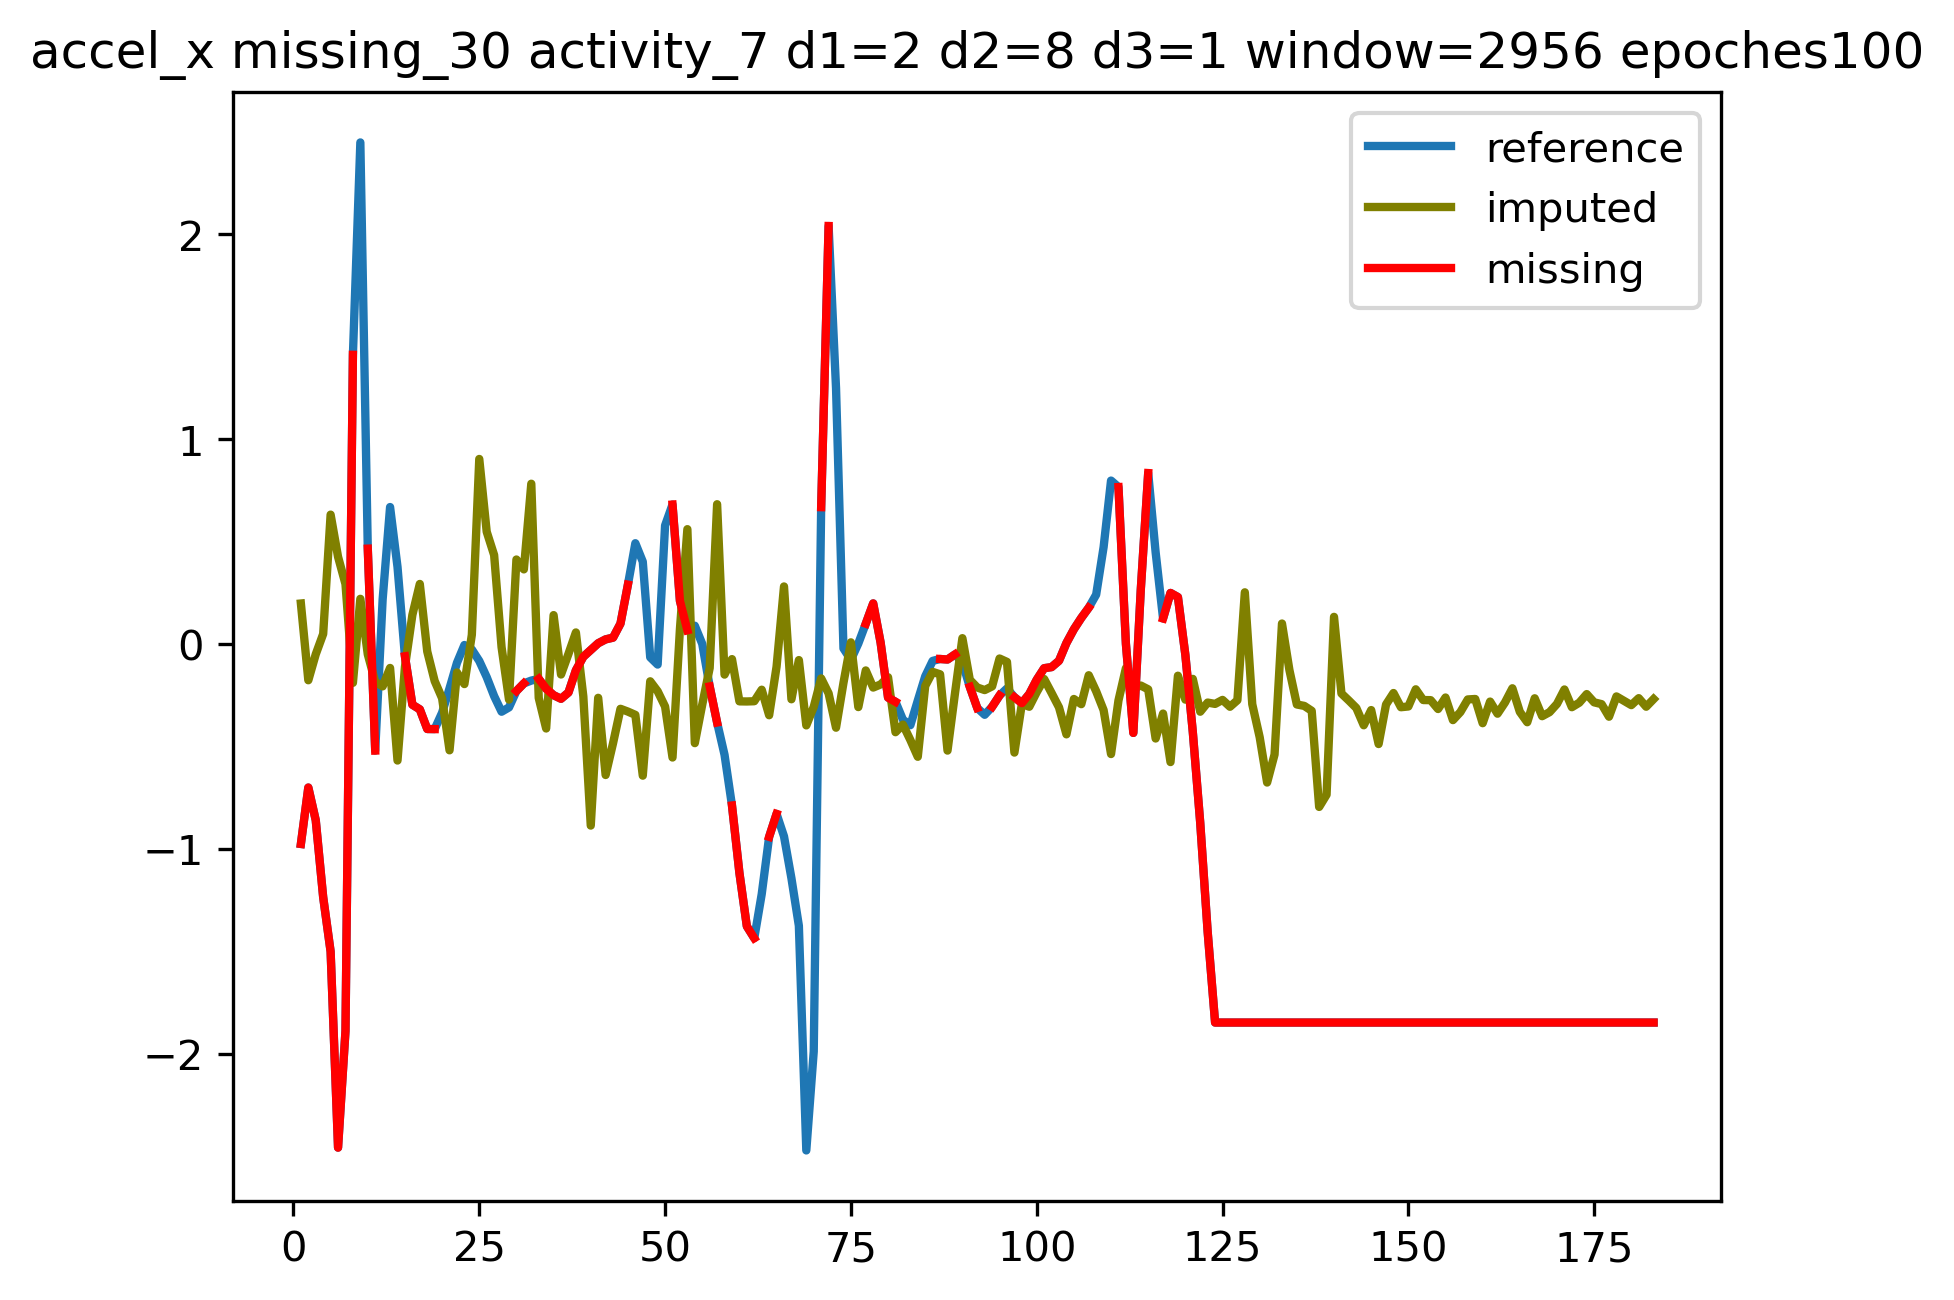 accel_x missing_30 activity_7 d1=2 d2=8 d3=1 window=2956 epoches100
reference
imputed
missing
2
1
0
−1
−2
0 25 50 75 100 125 150 175